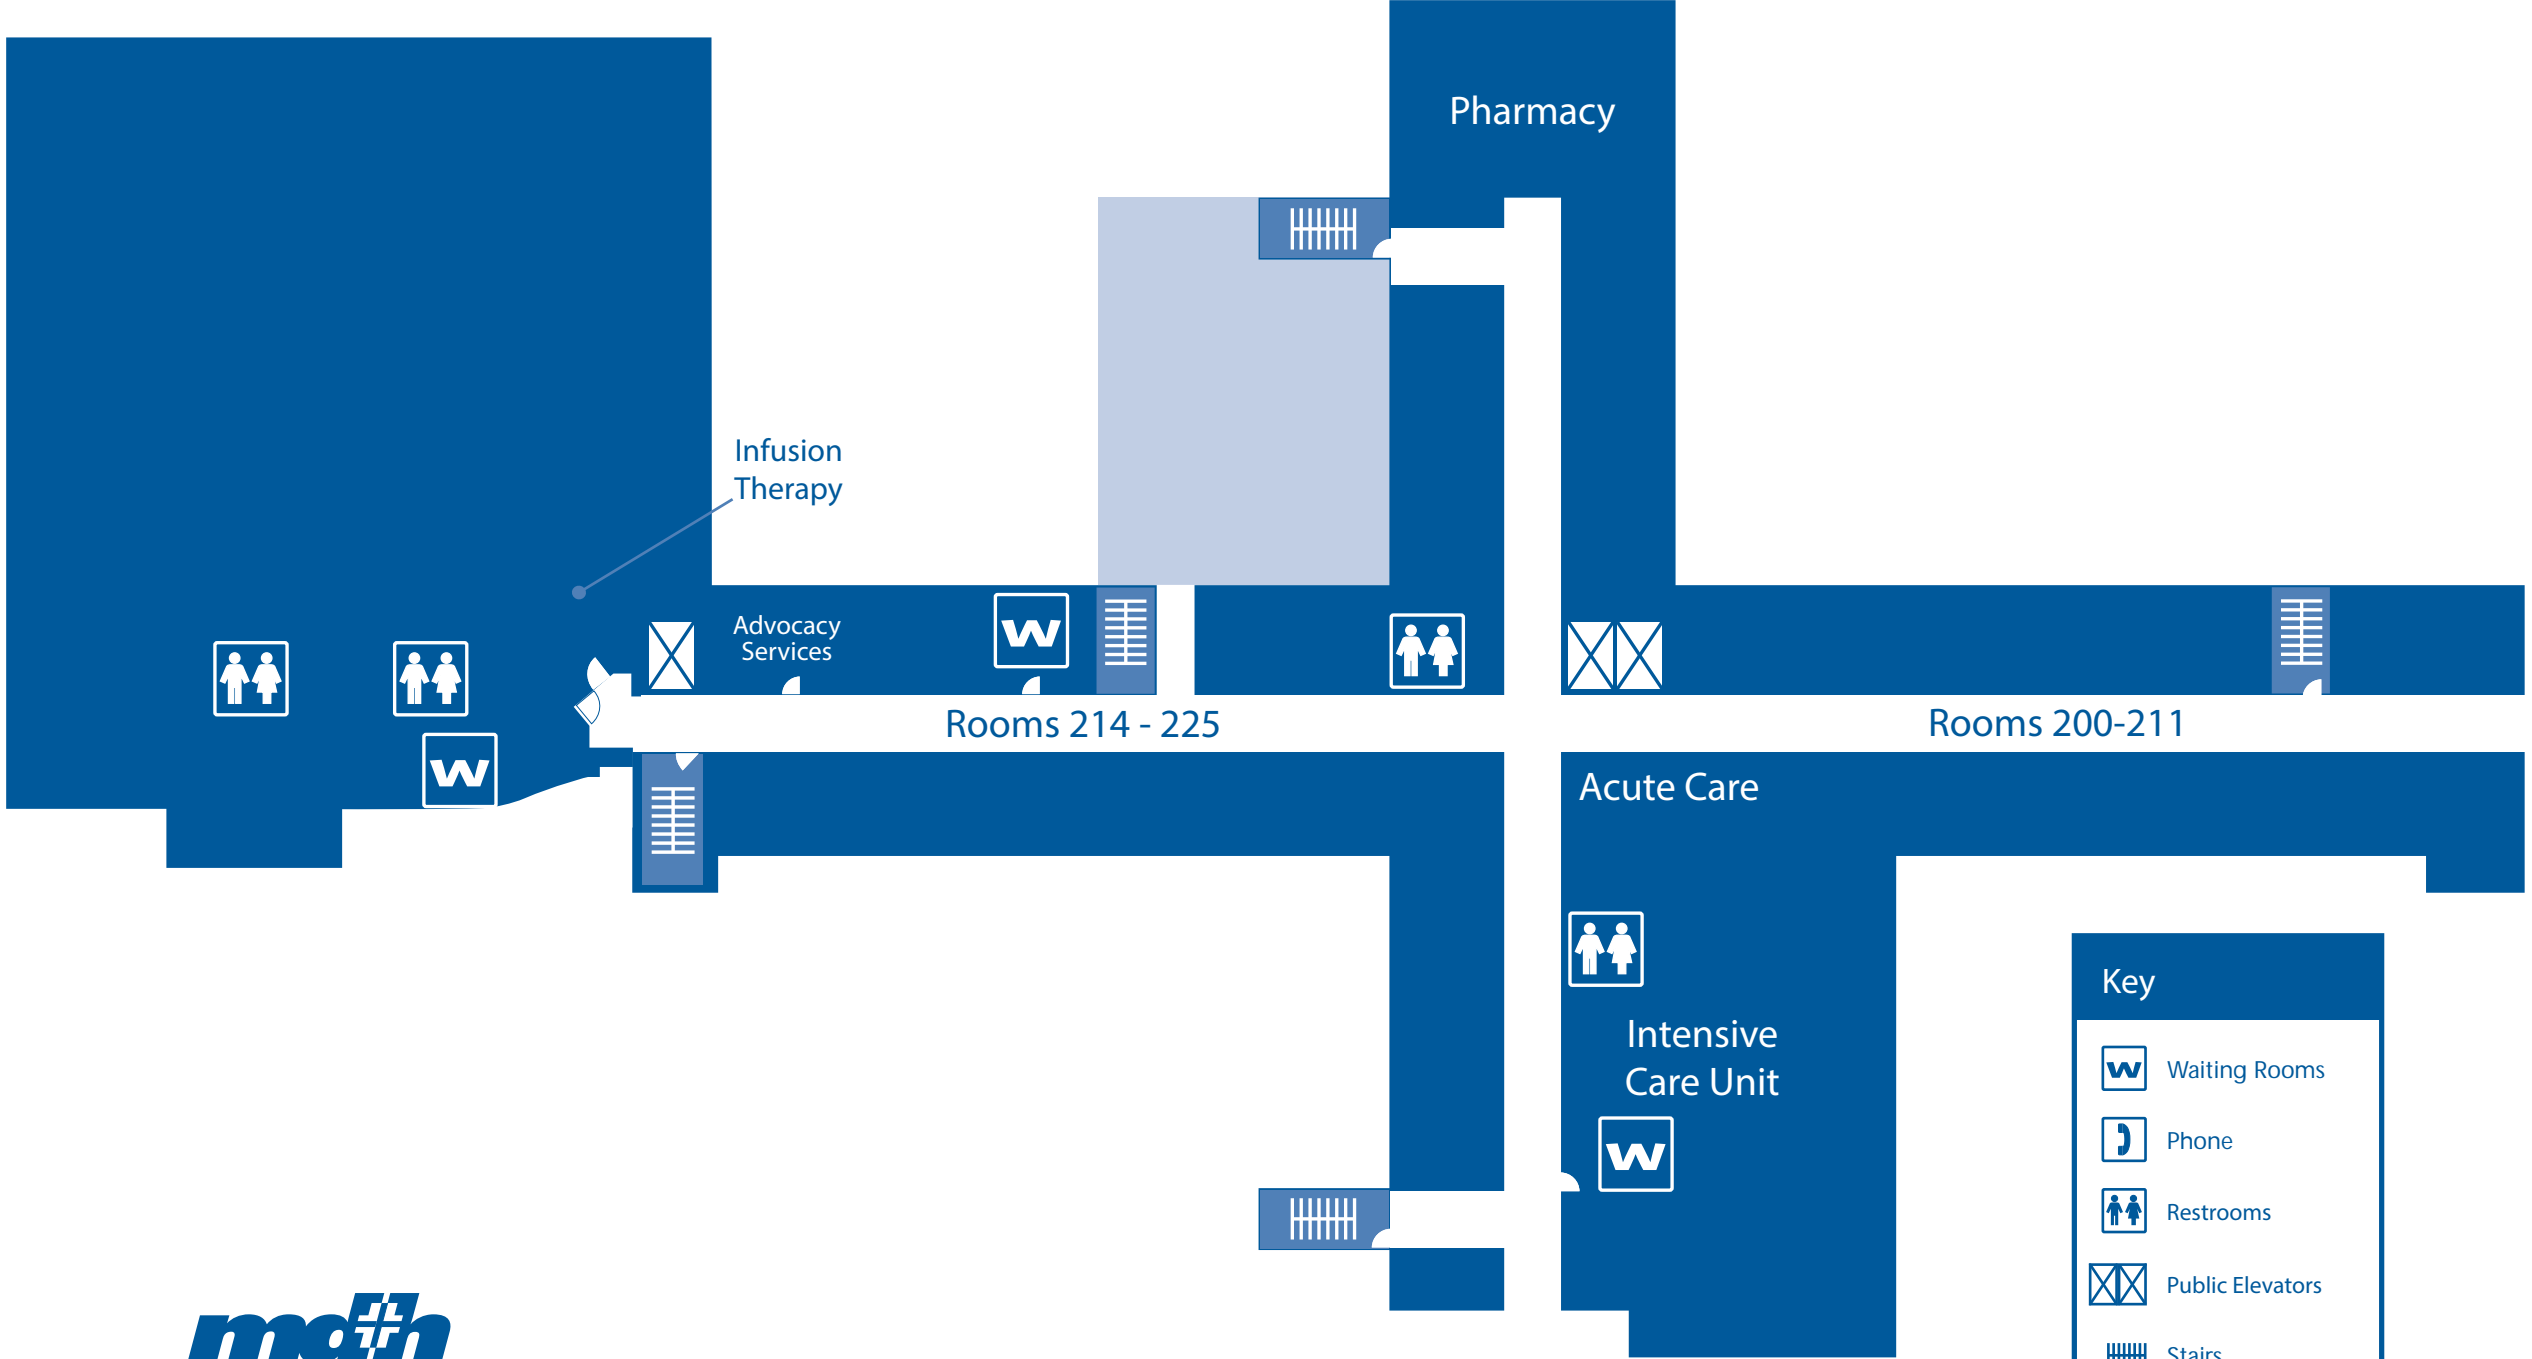 Pharmacy
Infusion
Therapy
Advocacy
Services
W
Rooms 214 - 225
Rooms 200-211
W
Acute Care
Intensive
Care Unit
W
Key
W Waiting Rooms
Phone
Restrooms
Public Elevators
Stairs
mdh